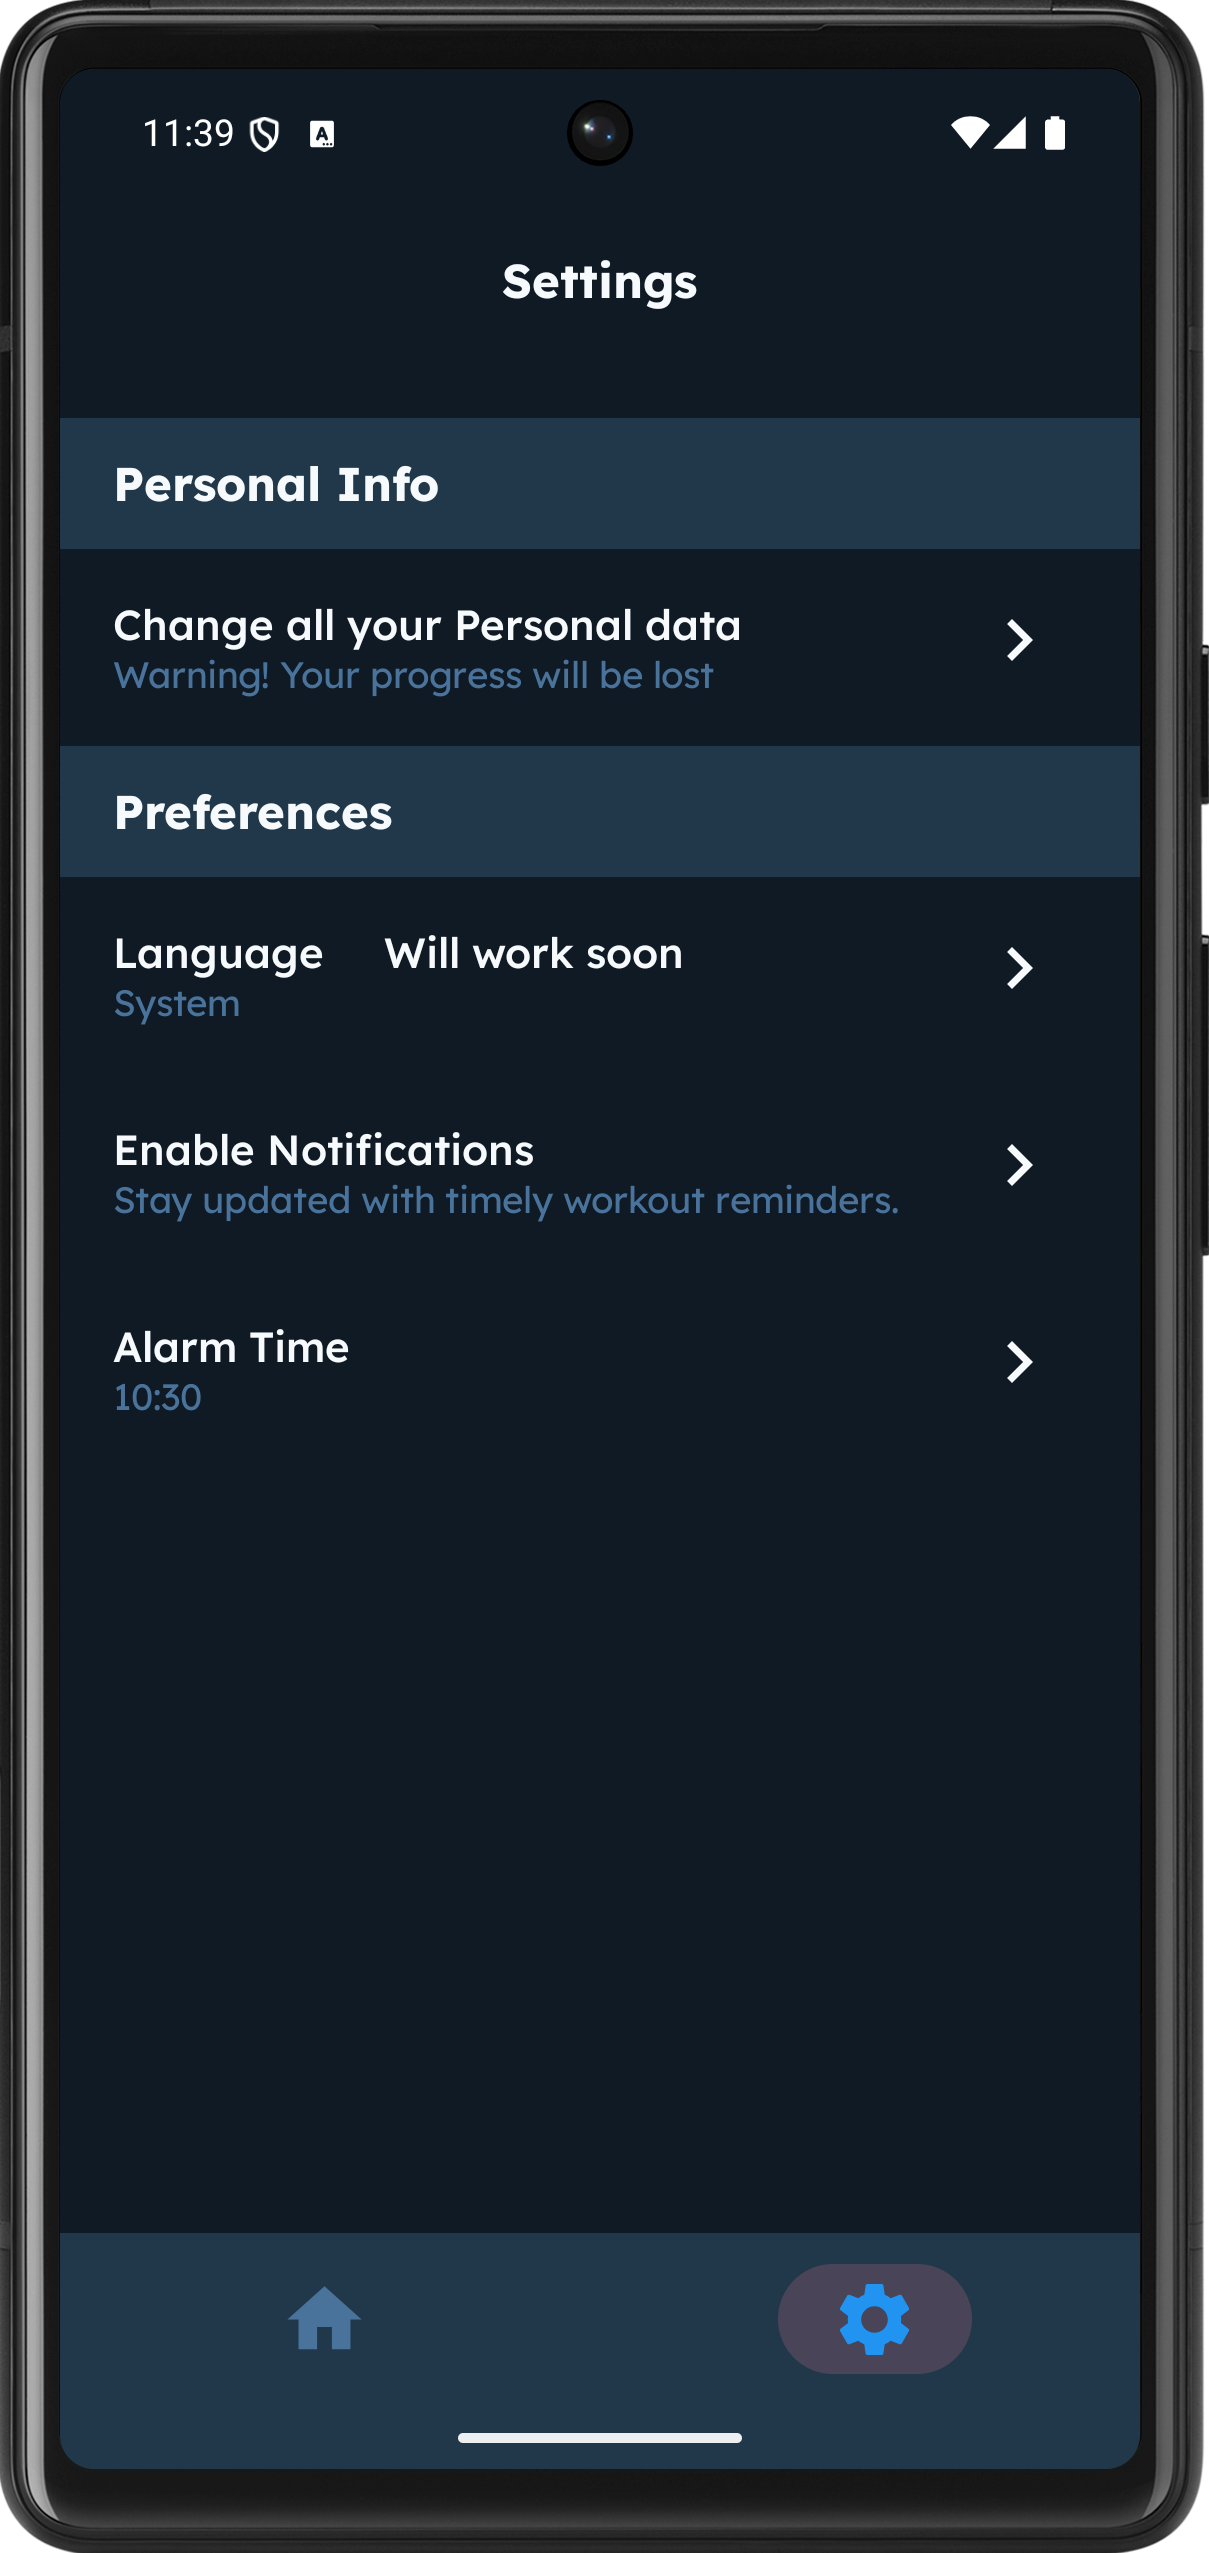 11:39
Settings
Personal Info
Change all your Personal data
Warning! Your progress will be lost
Preferences
Language Will work soon
System
Enable Notifications
Stay updated with timely workout reminders.
Alarm Time
10:30